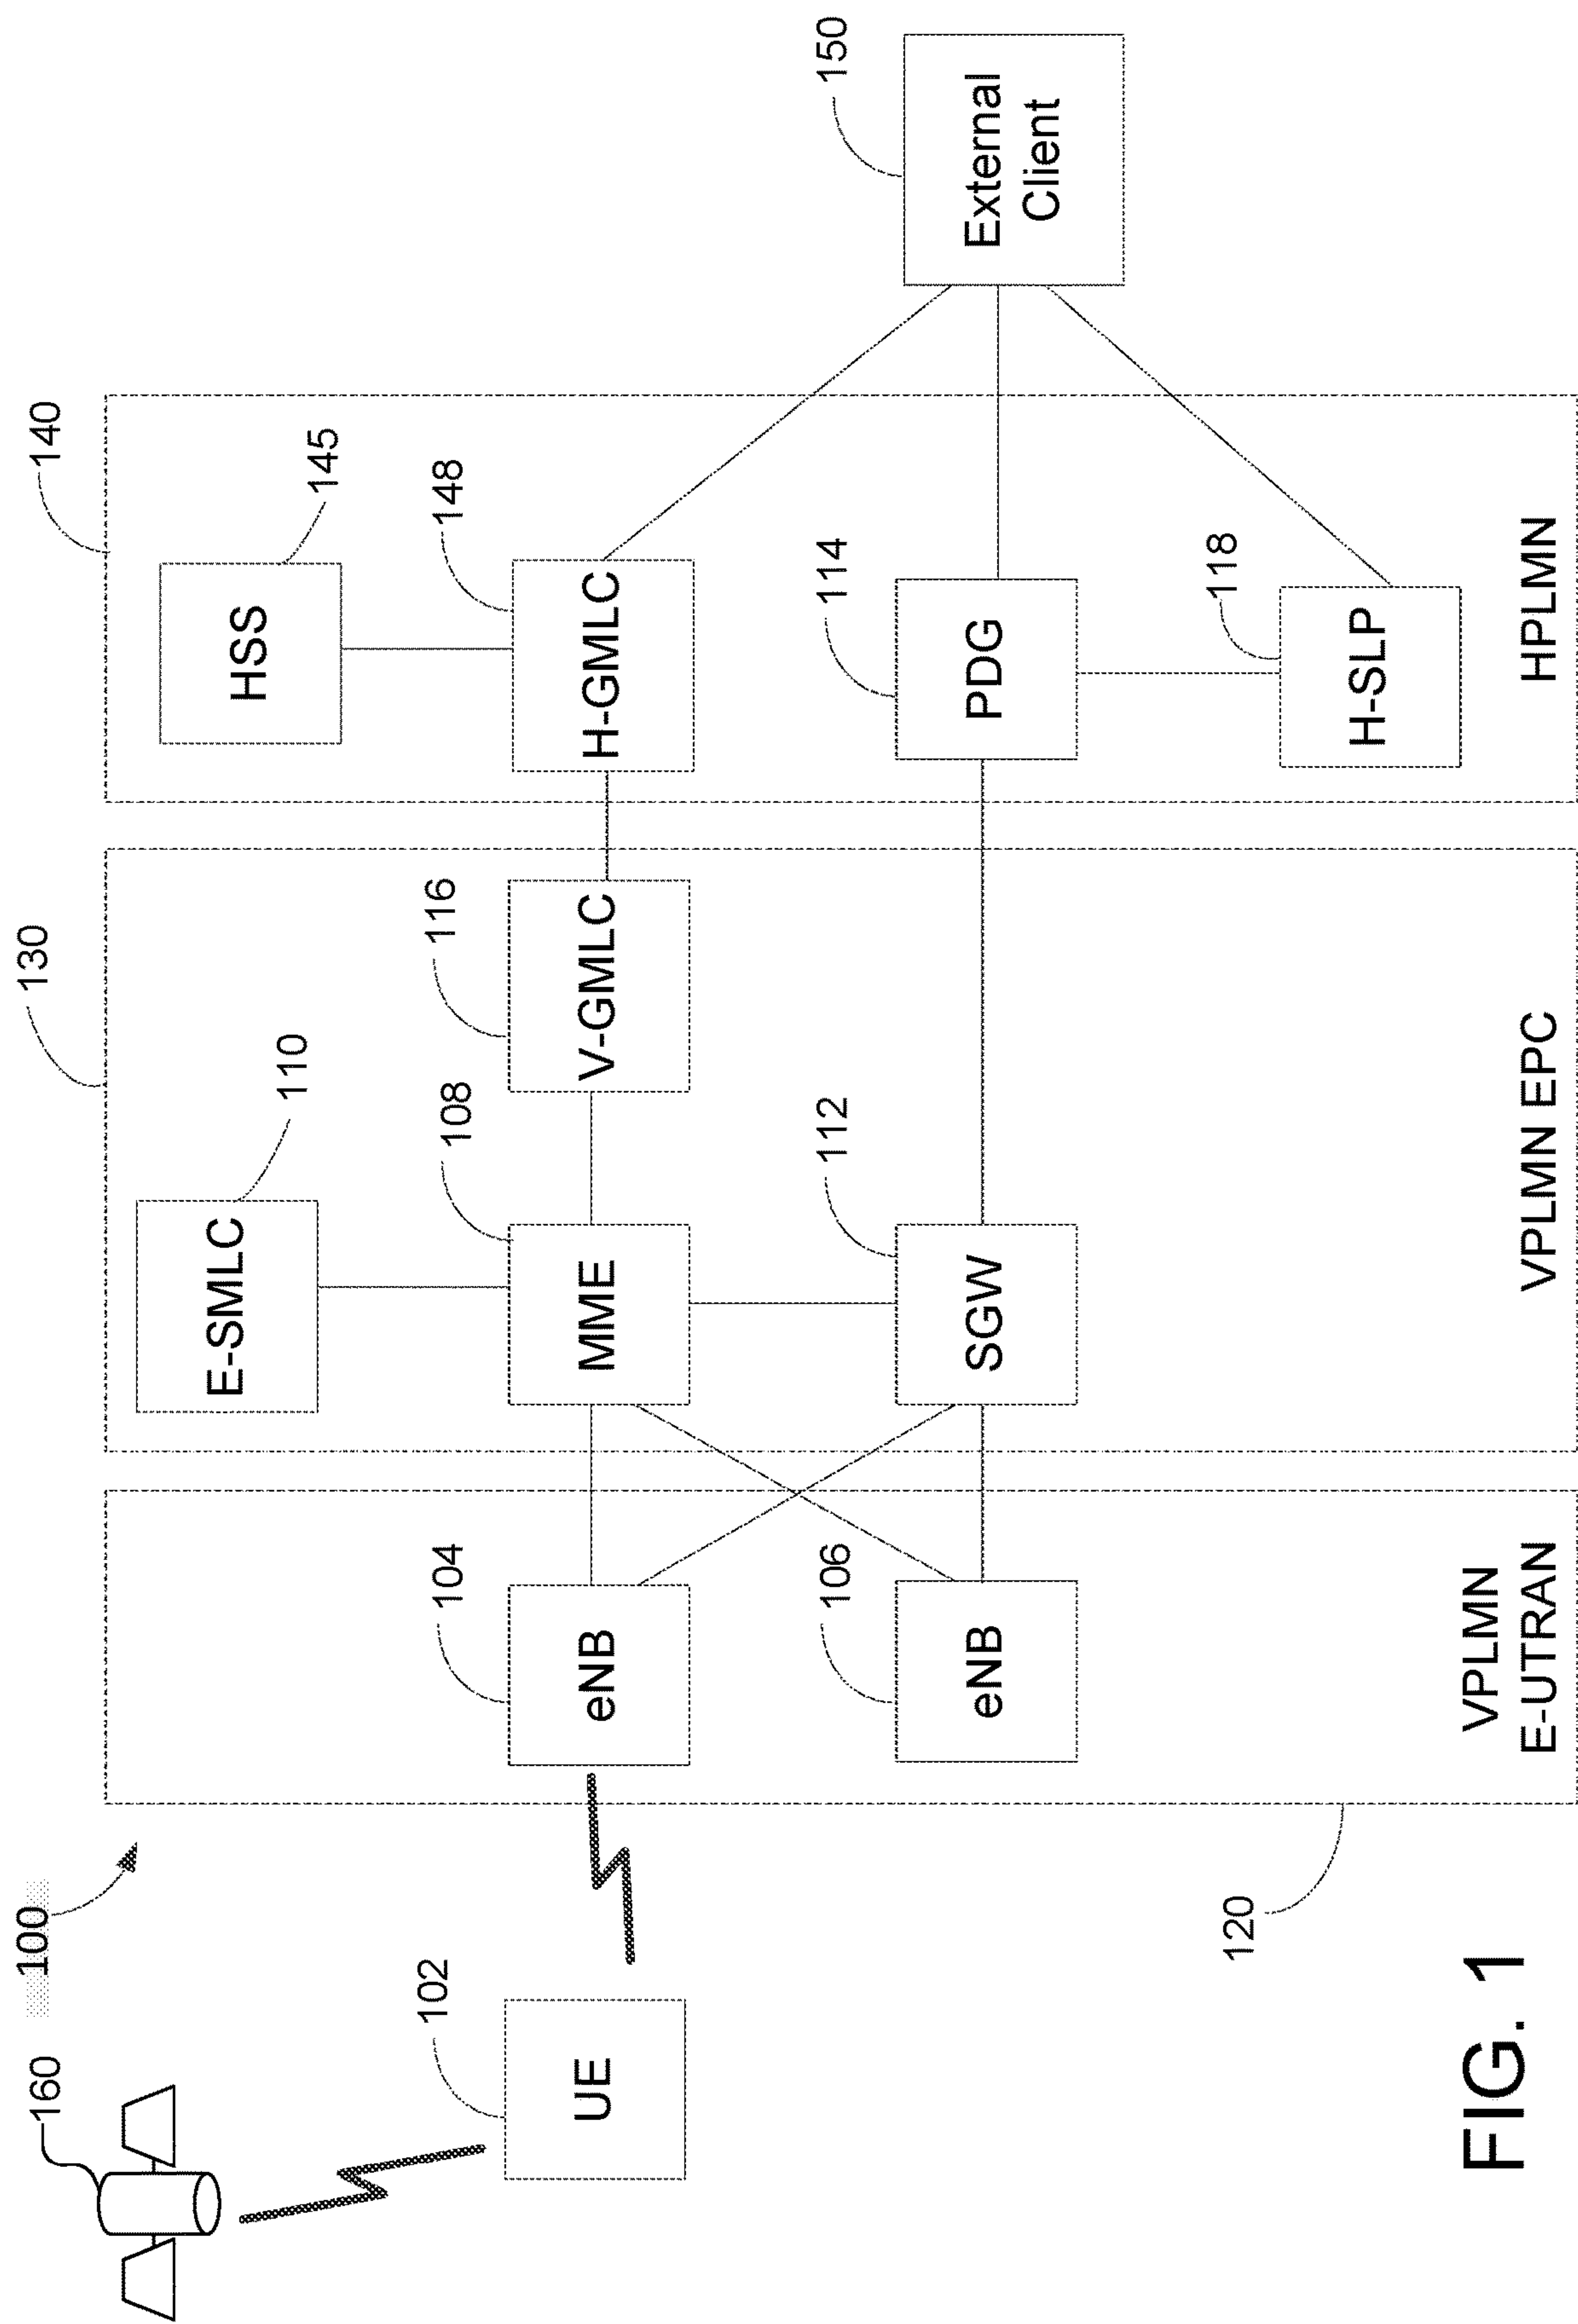 100
160
102
UE
120
104
eNB
106
eNB
VPLMN
E-UTRAN
130
110
E-SMLC
108
MME
116
V-GMLC
112
SGW
VPLMN EPC
140
145
HSS
148
H-GMLC
114
PDG
118
H-SLP
HPLMN
150
External
Client
FIG. 1